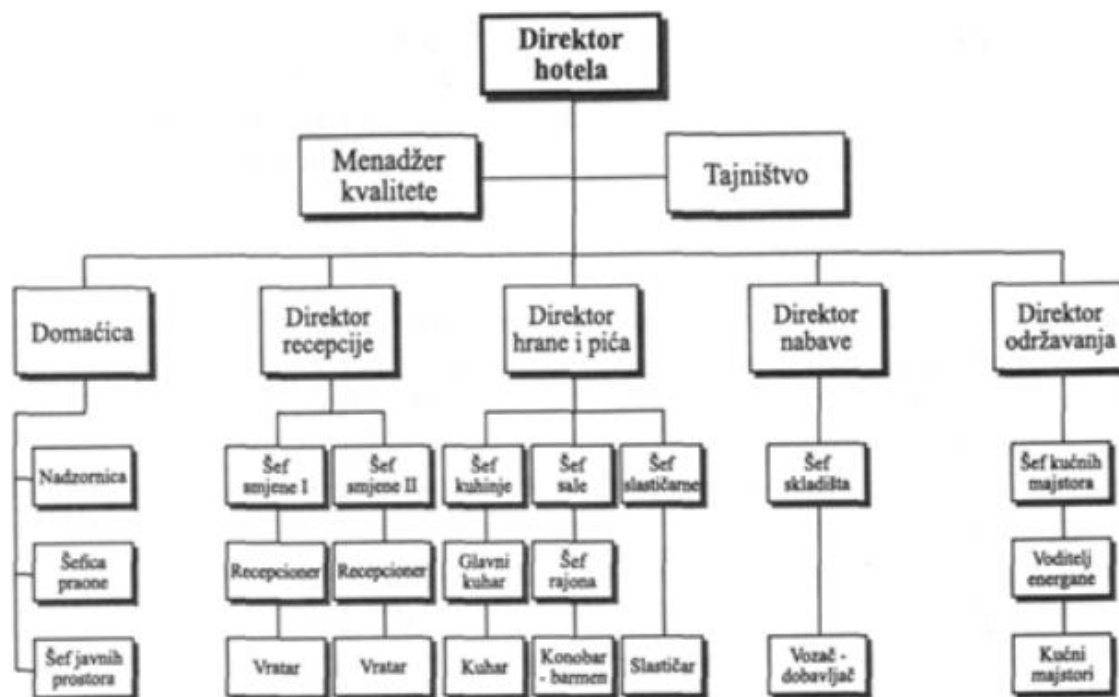 Direktor
hotela
Menadžer
kvalitete
Tajništvo
Domaćica
Direktor
recepcije
Direktor
hrane i pića
Direktor
nabave
Direktor
održavanja
Nadzornica
Šef
smjene I
Šef
smjene II
Šef
kuhinje
Šef
sale
Šef
slastičarne
Šef
skladišta
Šef kućnih
majstora
Šefica
praone
Recepcioner
Recepcioner
Glavni
kuhar
Šef
rajona
Voditelj
energane
Šef javnih
prostora
Vratar
Vratar
Kuhar
Konobar
- barmen
Slastičar
Vozač -
dobavljač
Kućni
majstori